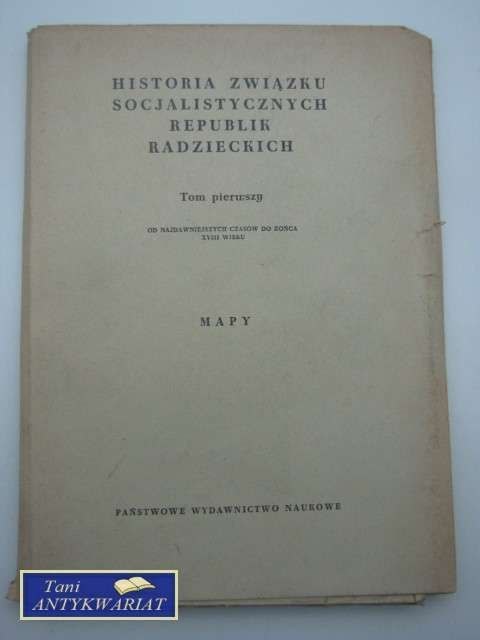 HISTORIA ZWIĄZKU
SOCJALISTYCZNYCH
REPUBLIK
RADZIECKICH
Tom pierwszy
OD NAJDAWNIEJSZYCH CZASÓW DO KOŃCA
XVIII WIEKU
MAPY
PAŃSTWOWE WYDAWNICTWO NAUKOWE
Tani
ANTYKWARIAT